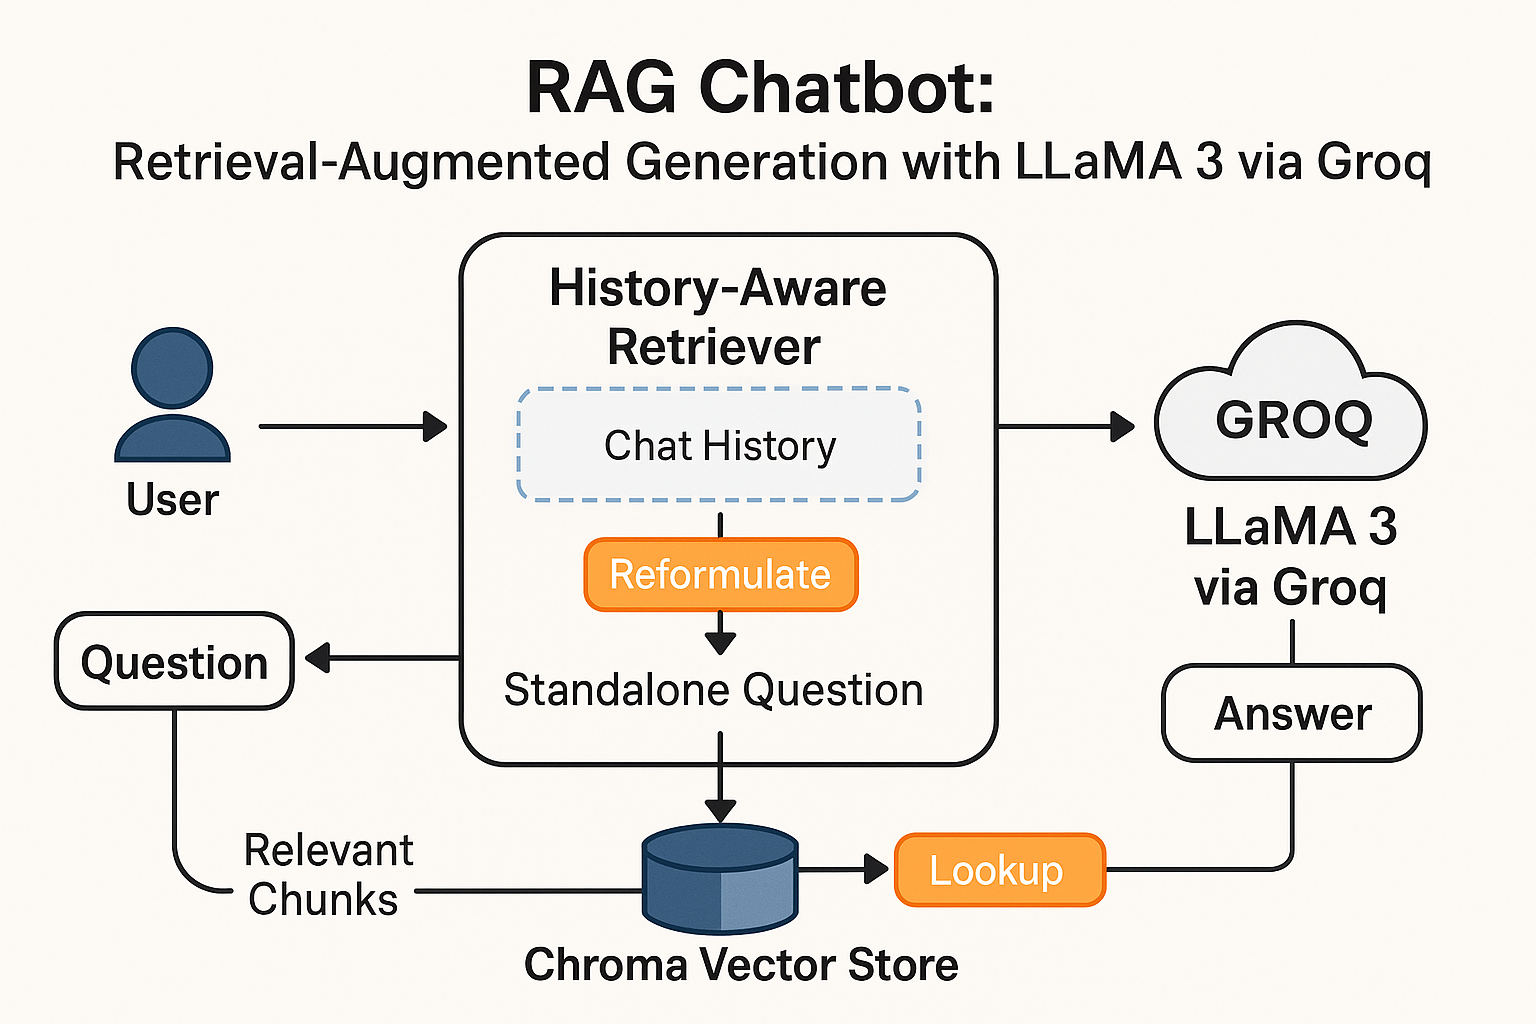 RAG Chatbot:
Retrieval-Augmented Generation with LLaMA 3 via Groq
History-Aware
Retriever
Chat History
Reformulate
Standalone Question
User
Question
Relevant
Chunks
Chroma Vector Store
Lookup
GROQ
LLaMA 3
via Groq
Answer